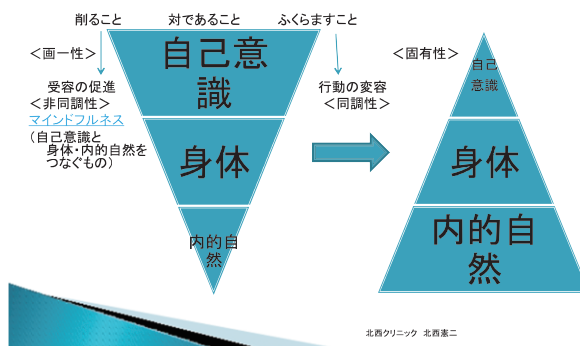 削ること 対であること ふくらますこと
<画一性>
受容の促進
<非同調性>
マインドフルネス
(自己意識と
身体・内的自然を
つなぐもの)
自己意
識
身体
内的自
然
行動の変容
<同調性>
<固有性>
自己
意識
身体
内的自
然
北西クリニック 北西憲二